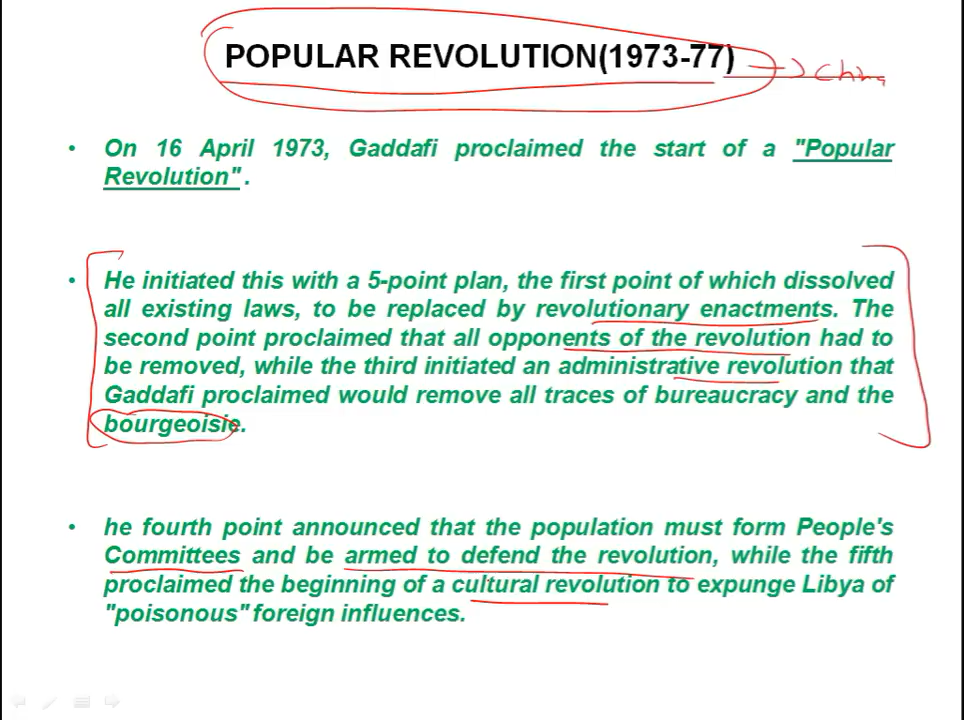 POPULAR REVOLUTION(1973-77) → China
• On 16 April 1973, Gaddafi proclaimed the start of a "Popular
Revolution".
• He initiated this with a 5-point plan, the first point of which dissolved
all existing laws, to be replaced by revolutionary enactments. The
second point proclaimed that all opponents of the revolution had to
be removed, while the third initiated an administrative revolution that
Gaddafi proclaimed would remove all traces of bureaucracy and the
bourgeoisie.
• he fourth point announced that the population must form People's
Committees and be armed to defend the revolution, while the fifth
proclaimed the beginning of a cultural revolution to expunge Libya of
"poisonous" foreign influences.